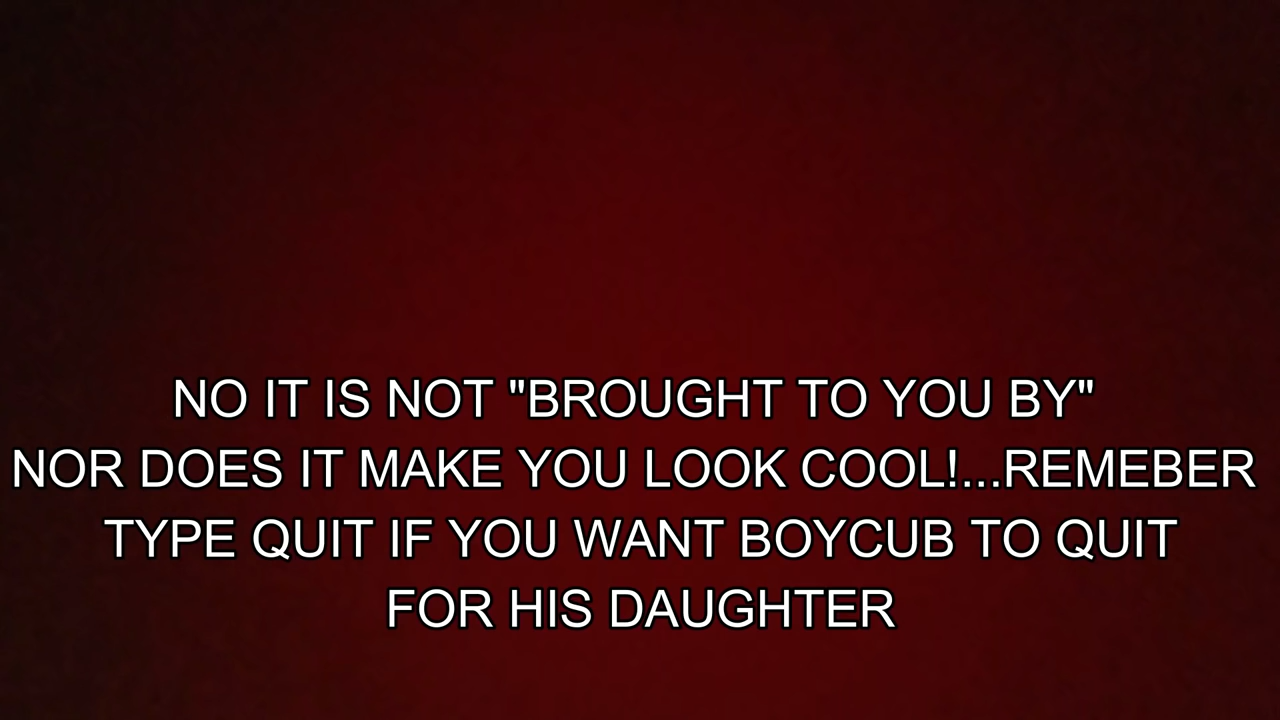 NO IT IS NOT "BROUGHT TO YOU BY"
NOR DOES IT MAKE YOU LOOK COOL!...REMEBER
TYPE QUIT IF YOU WANT BOYCUB TO QUIT
FOR HIS DAUGHTER